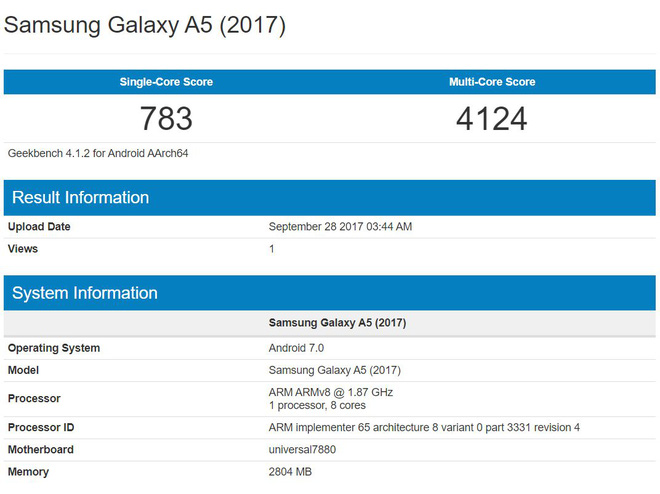 Samsung Galaxy A5 (2017)
Single-Core Score Multi-Core Score
783 4124
Geekbench 4.1.2 for Android AArch64
Result Information
Upload Date September 28 2017 03:44 AM
Views 1
System Information
Samsung Galaxy A5 (2017)
Operating System Android 7.0
Model Samsung Galaxy A5 (2017)
Processor ARM ARMv8 @ 1.87 GHz
1 processor, 8 cores
Processor ID ARM implementer 65 architecture 8 variant 0 part 3331 revision 4
Motherboard universal7880
Memory 2804 MB